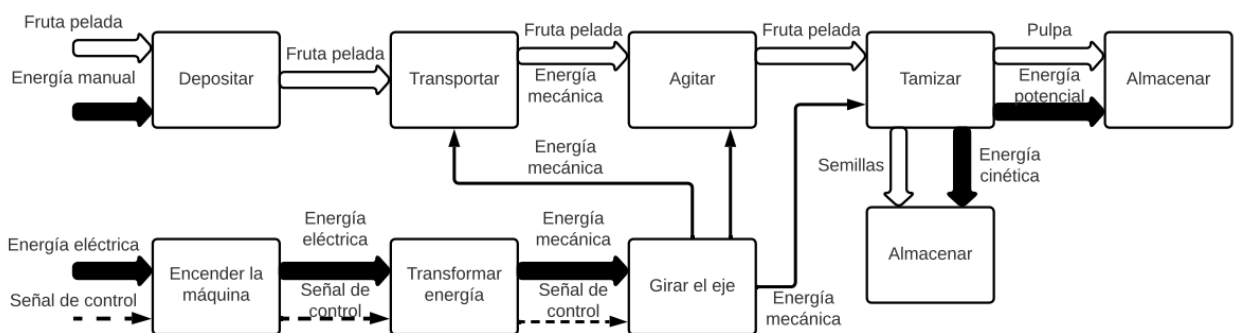 Fruta pelada
Energía manual
Depositar
Fruta pelada
Transportar
Fruta pelada
Energía
mecánica
Agitar
Fruta pelada
Tamizar
Pulpa
Energía
potencial
Almacenar
Energía
mecánica
Semillas
Energía
cinética
Almacenar
Energía eléctrica
Señal de control
Encender la
máquina
Energía
eléctrica
Señal de
control
Transformar
energía
Energía
mecánica
Señal de
control
Girar el eje
Energía
mecánica